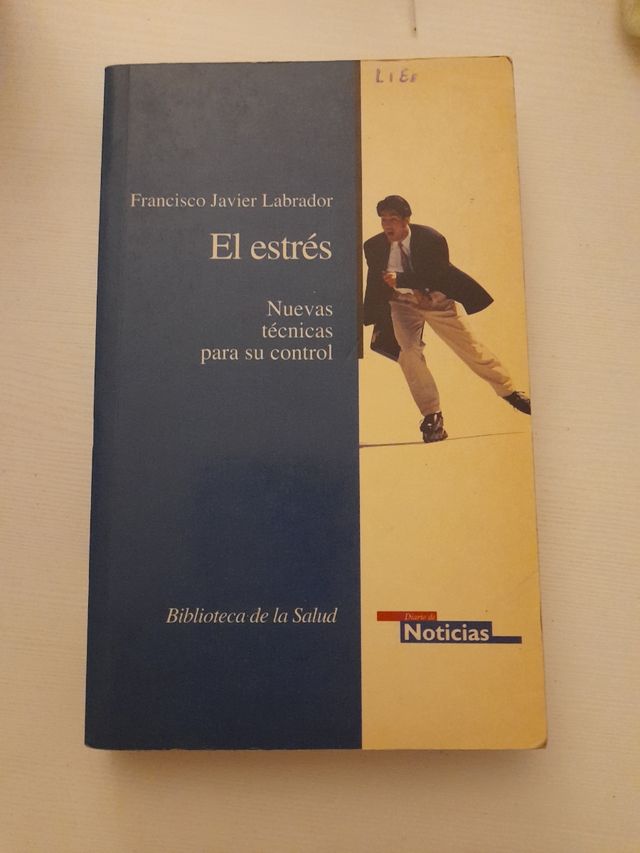 Francisco Javier Labrador
El estrés
Nuevas
técnicas
para su control
Biblioteca de la Salud
Diario de
Noticias